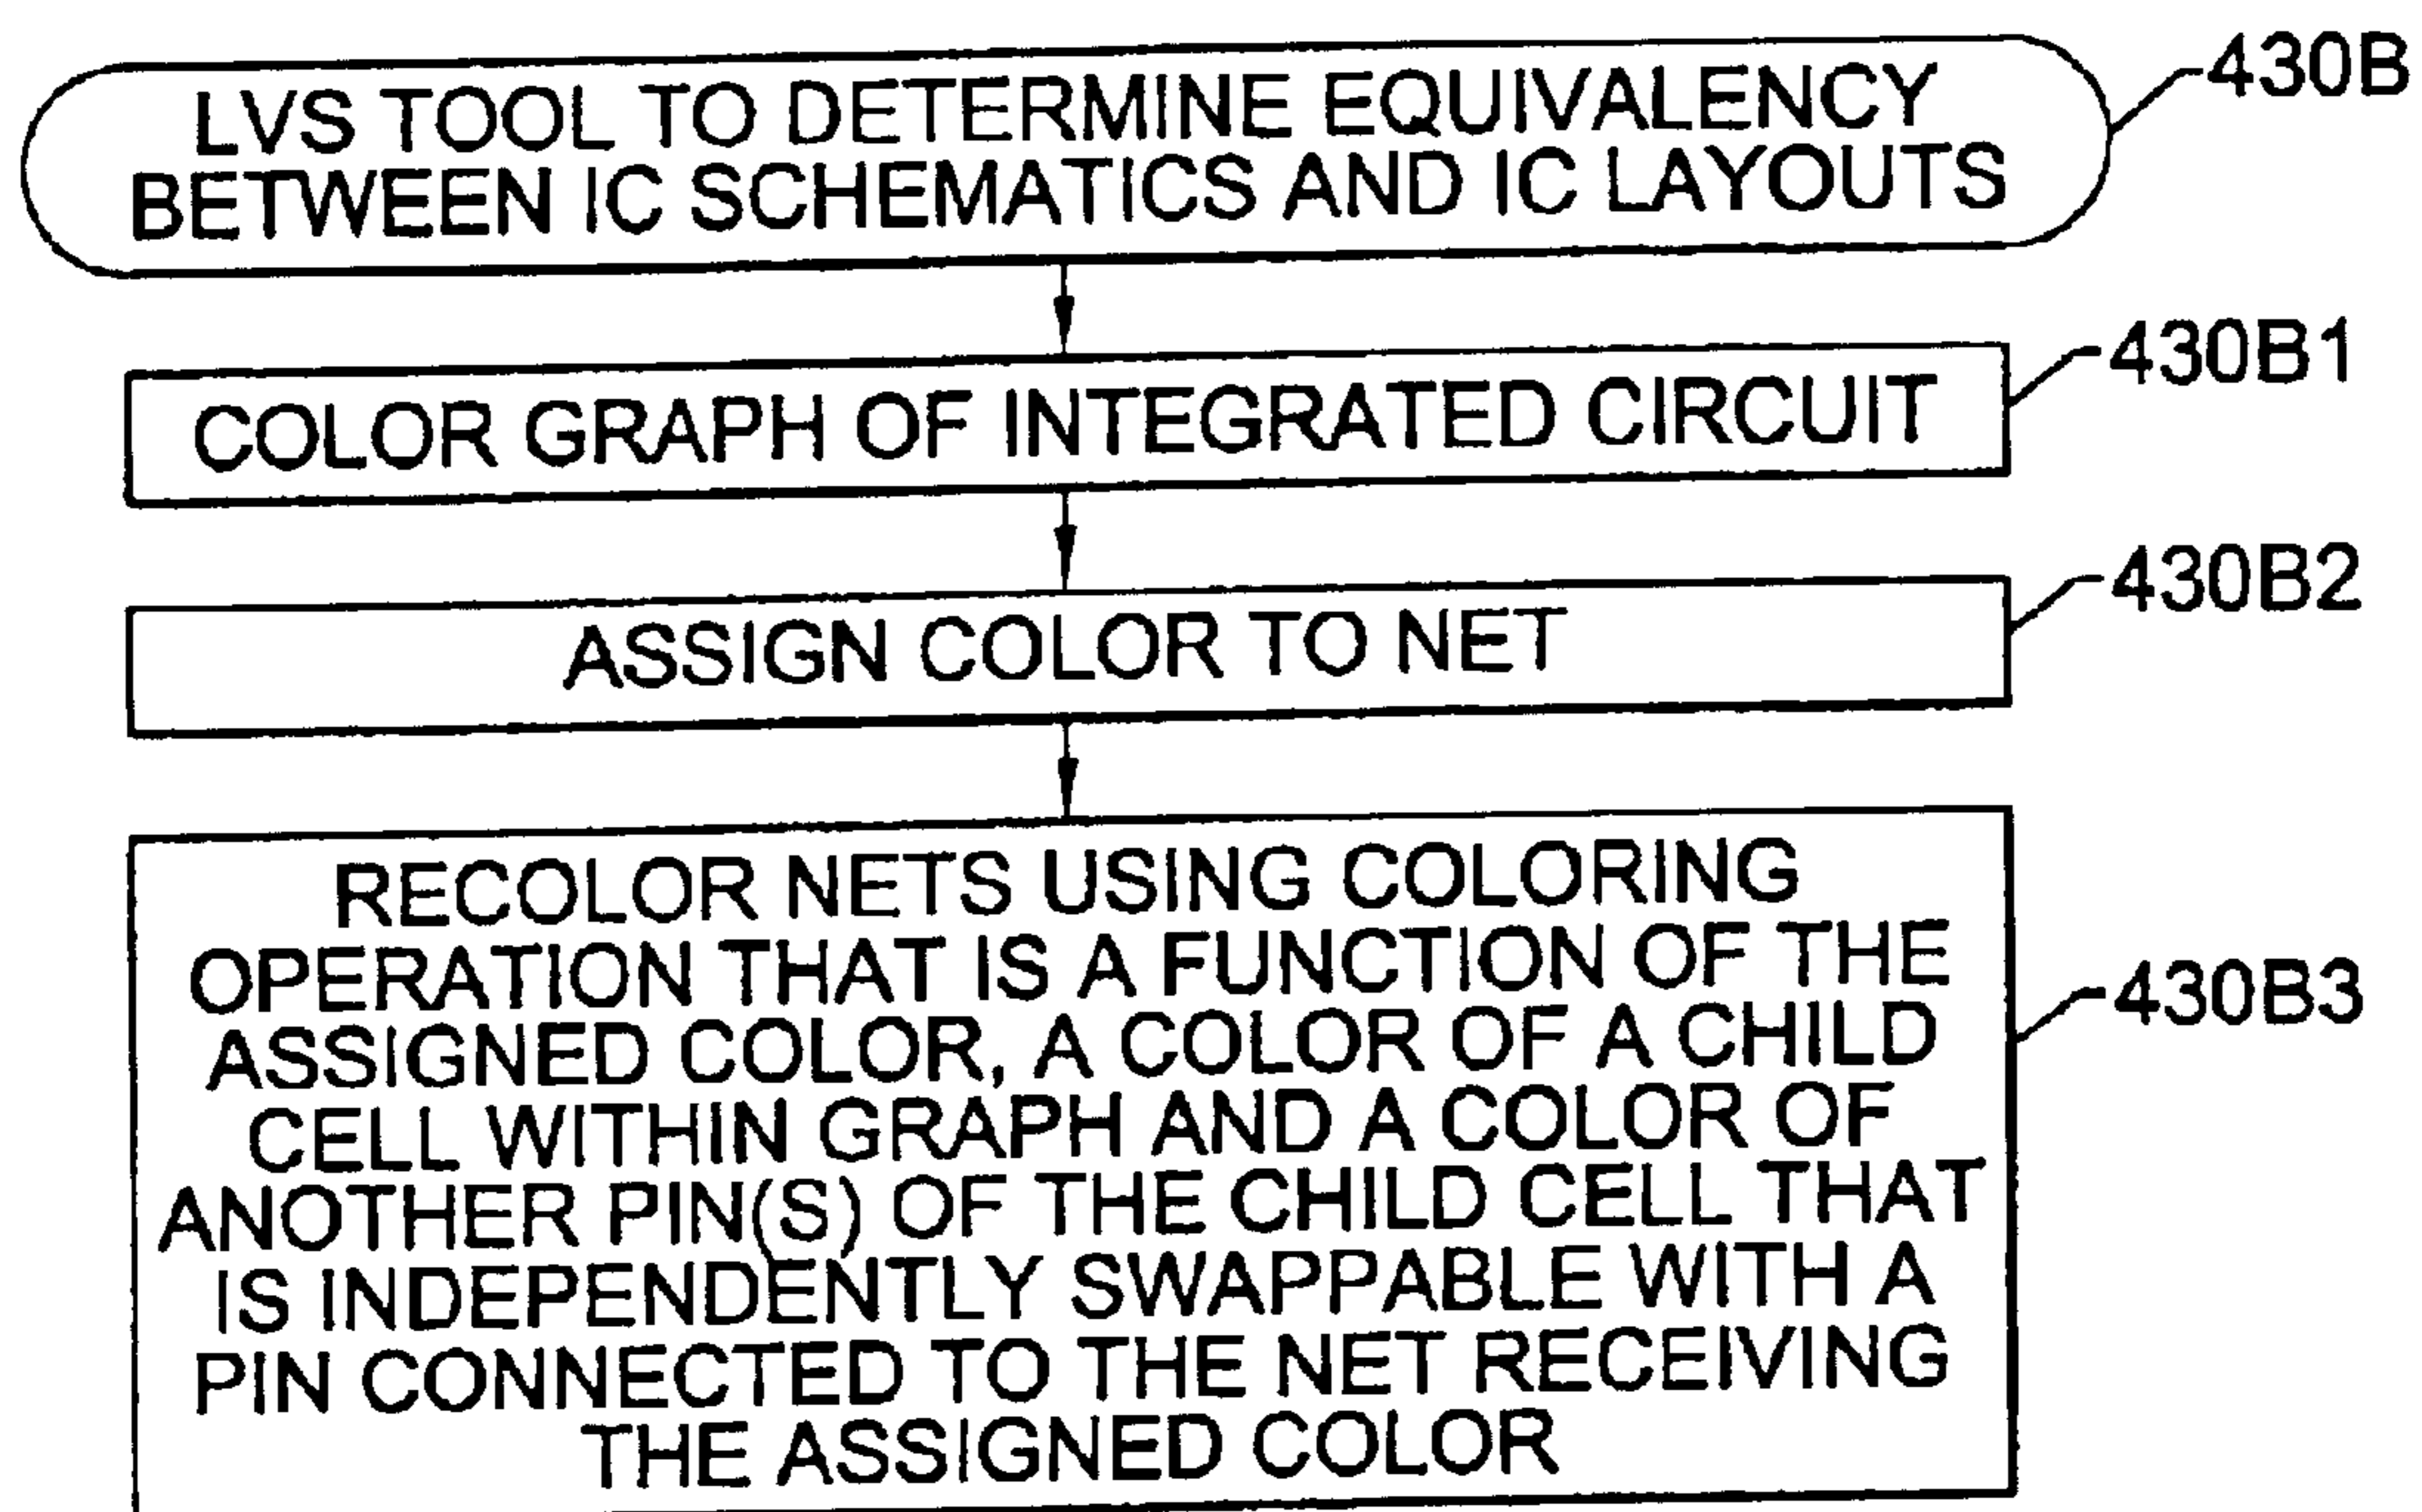 LVS TOOL TO DETERMINE EQUIVALENCY
BETWEEN IC SCHEMATICS AND IC LAYOUTS
430B
COLOR GRAPH OF INTEGRATED CIRCUIT
430B1
ASSIGN COLOR TO NET
430B2
RECOLOR NETS USING COLORING
OPERATION THAT IS A FUNCTION OF THE
ASSIGNED COLOR, A COLOR OF A CHILD
CELL WITHIN GRAPH AND A COLOR OF
ANOTHER PIN(S) OF THE CHILD CELL THAT
IS INDEPENDENTLY SWAPPABLE WITH A
PIN CONNECTED TO THE NET RECEIVING
THE ASSIGNED COLOR
430B3